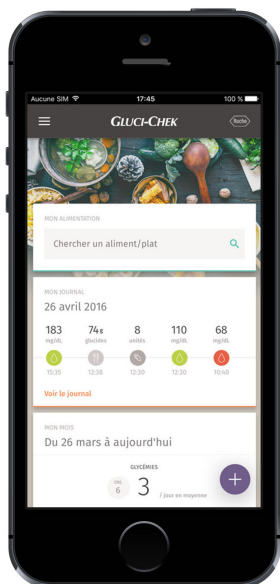 Aucune SIM 17:45 100 %
GLUCI-CHEK Roche
MON ALIMENTATION
Chercher un aliment/plat
MON JOURNAL
26 avril 2016
183 74g 8 110 68
mg/dL glucides unités mg/dL mg/dL
15:35 12:38 12:30 12:30 10:40
Voir le journal
MON MOIS
Du 26 mars à aujourd'hui
GLYCÉMIES
OBJ.
6 3 / jour en moyenne
+